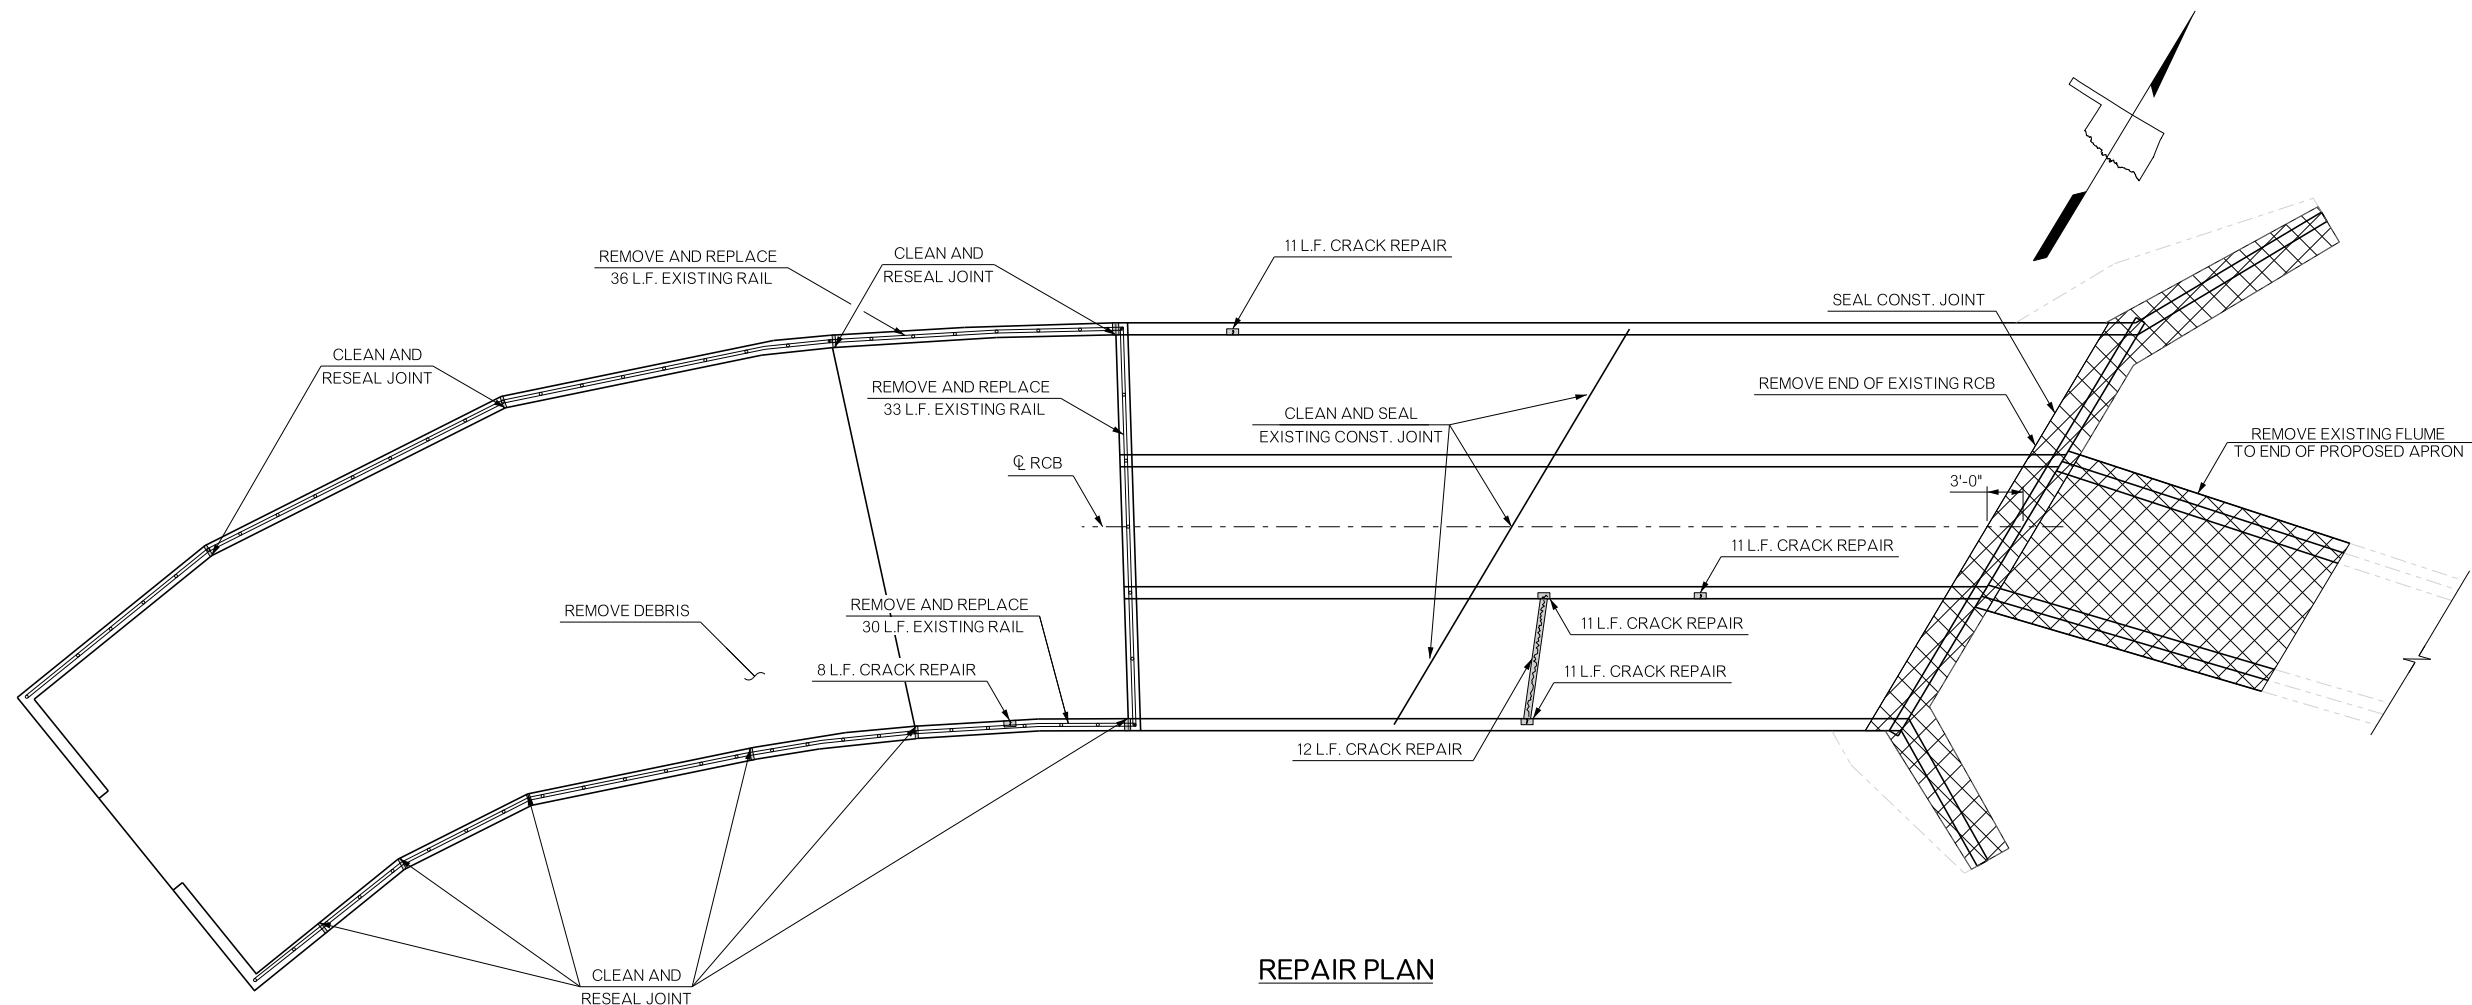 11 L.F. CRACK REPAIR
REMOVE AND REPLACE
36 L.F. EXISTING RAIL
CLEAN AND
RESEAL JOINT
SEAL CONST. JOINT
CLEAN AND
RESEAL JOINT
REMOVE AND REPLACE
33 L.F. EXISTING RAIL
REMOVE END OF EXISTING RCB
CLEAN AND SEAL
EXISTING CONST. JOINT
REMOVE EXISTING FLUME
TO END OF PROPOSED APRON
℄ RCB
3'-0"
11 L.F. CRACK REPAIR
REMOVE DEBRIS
REMOVE AND REPLACE
30 L.F. EXISTING RAIL
11 L.F. CRACK REPAIR
8 L.F. CRACK REPAIR
11 L.F. CRACK REPAIR
12 L.F. CRACK REPAIR
CLEAN AND
RESEAL JOINT
REPAIR PLAN